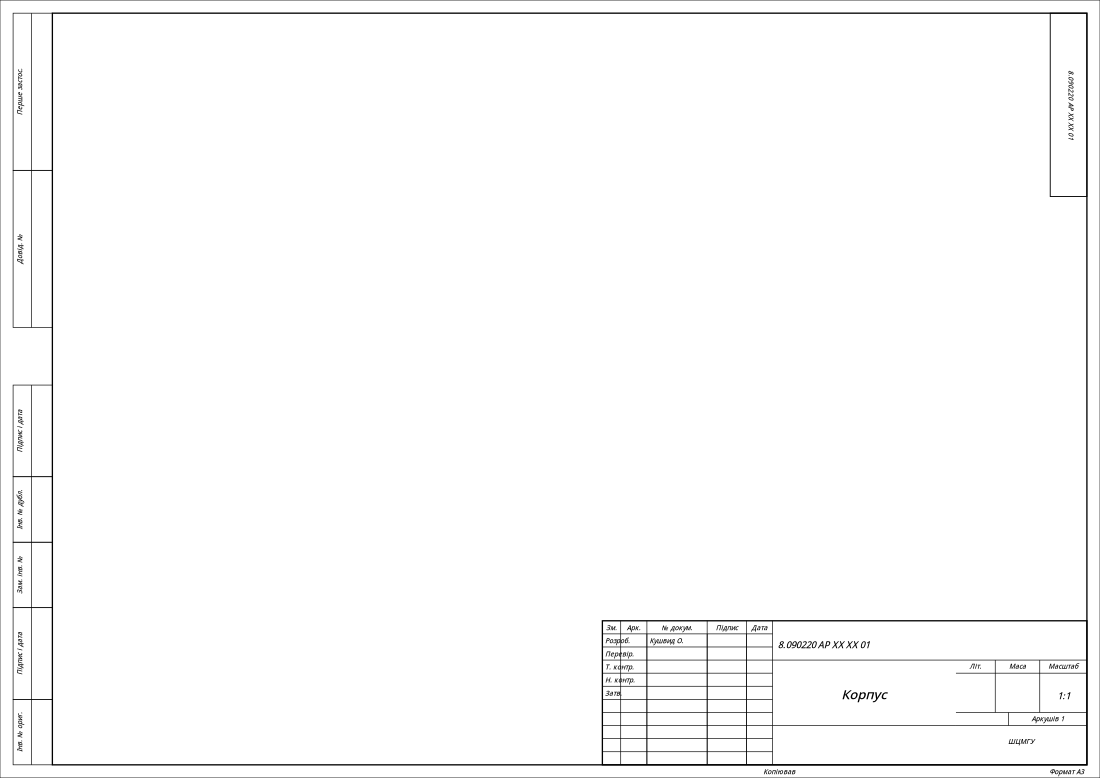 Перше застос.
Довід. №
Підпис і дата
Інв. № дубл.
Зам. інв. №
Підпис і дата
Інв. № ориг.
8.090220 АР ХХ ХХ 01
Зм. Арк. № докум. Підпис Дата
Розроб. Кушвид О.
Перевір.
Т. контр.
Н. контр.
Затв.
8.090220 АР ХХ ХХ 01
Корпус
Літ. Маса Масштаб
1:1
Аркушів 1
ШЦМГУ
Копіював Формат А3